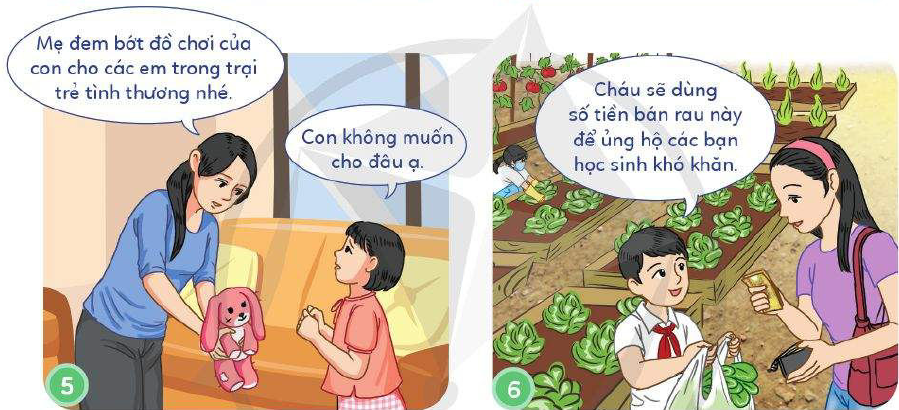 Mẹ đem bớt đồ chơi của
con cho các em trong trại
trẻ tình thương nhé.
Con không muốn
cho đâu ạ.
5
Cháu sẽ dùng
số tiền bán rau này
để ủng hộ các bạn
học sinh khó khăn.
6